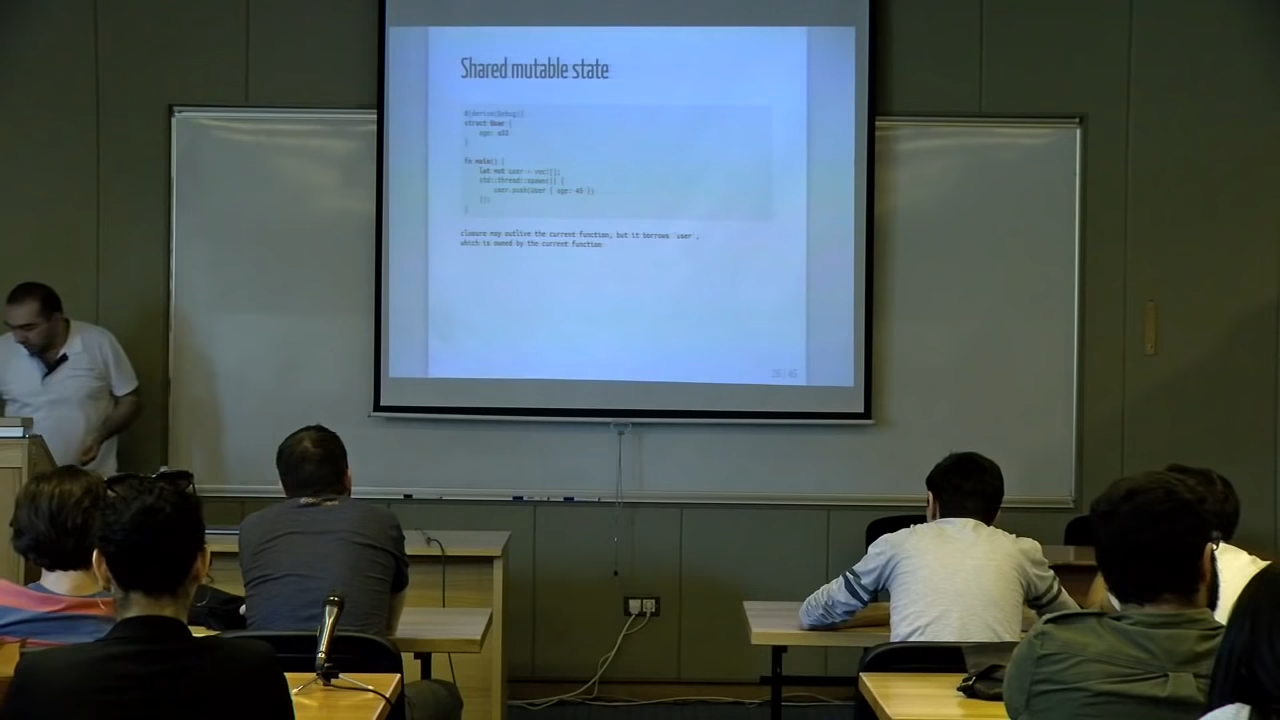 Shared mutable state
#[derive(Debug)]
struct User {
age: u33
}
fn main() {
let mut user = vec![];
std::thread::spawn(|| {
user.push(User { age: 40 })
});
}
closure may outlive the current function, but it borrows `user`,
which is owned by the current function